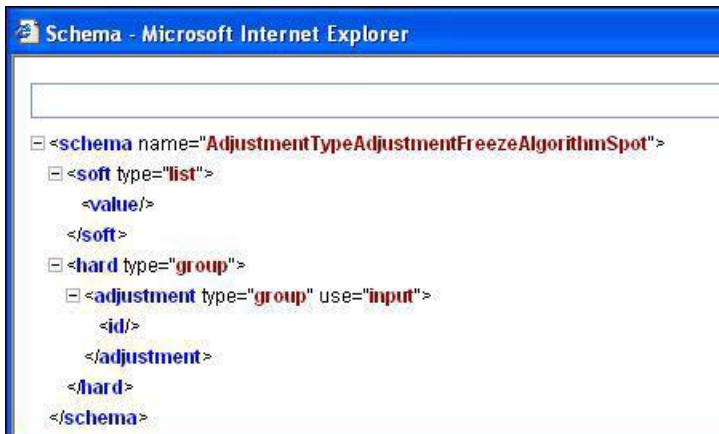 Schema - Microsoft Internet Explorer
<schema name="AdjustmentTypeAdjustmentFreezeAlgorithmSpot">
<soft type="list">
<value/>
</soft>
<hard type="group">
<adjustment type="group" use="input">
<id/>
</adjustment>
</hard>
</schema>